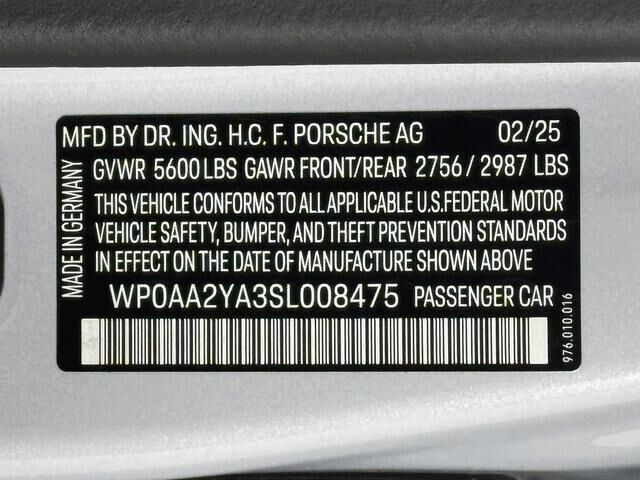 MFD BY DR. ING. H.C. F. PORSCHE AG 02/25
GVWR 5600 LBS GAWR FRONT/REAR 2756 / 2987 LBS
THIS VEHICLE CONFORMS TO ALL APPLICABLE U.S. FEDERAL MOTOR
VEHICLE SAFETY, BUMPER, AND THEFT PREVENTION STANDARDS
IN EFFECT ON THE DATE OF MANUFACTURE SHOWN ABOVE
WP0AA2YA3SL008475 PASSENGER CAR
MADE IN GERMANY
976.010.016